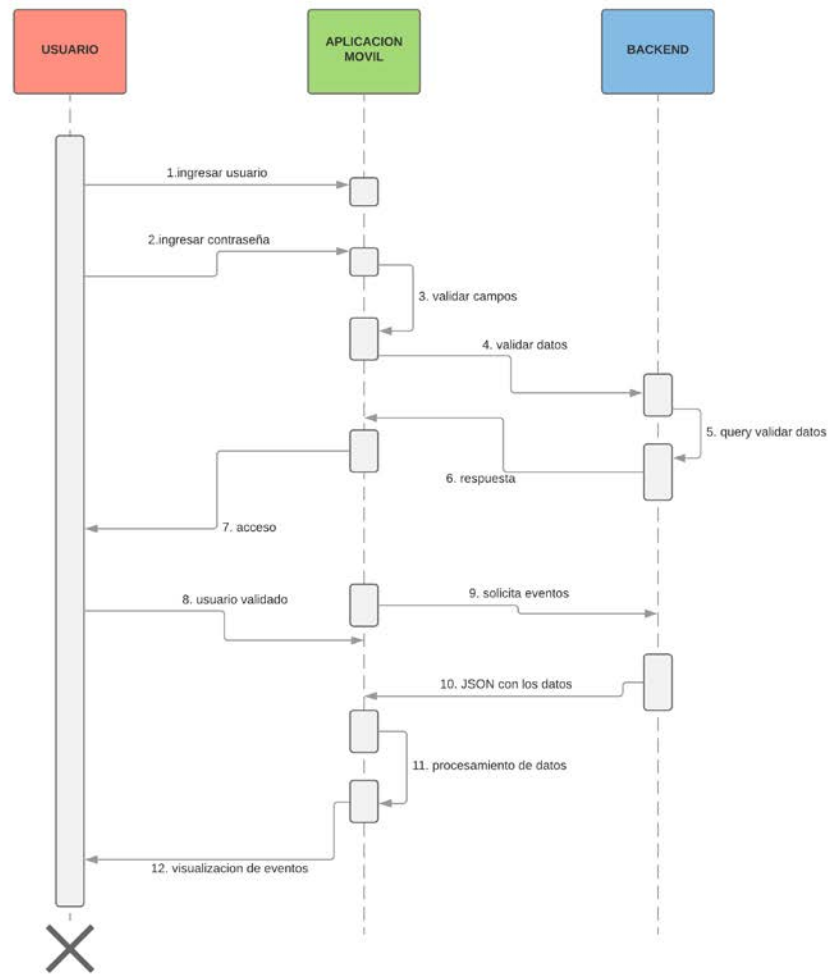 USUARIO
APLICACION
MOVIL
BACKEND
1.ingresar usuario
2.ingresar contraseña
3. validar campos
4. validar datos
5. query validar datos
6. respuesta
7. acceso
8. usuario validado
9. solicita eventos
10. JSON con los datos
11. procesamiento de datos
12. visualizacion de eventos